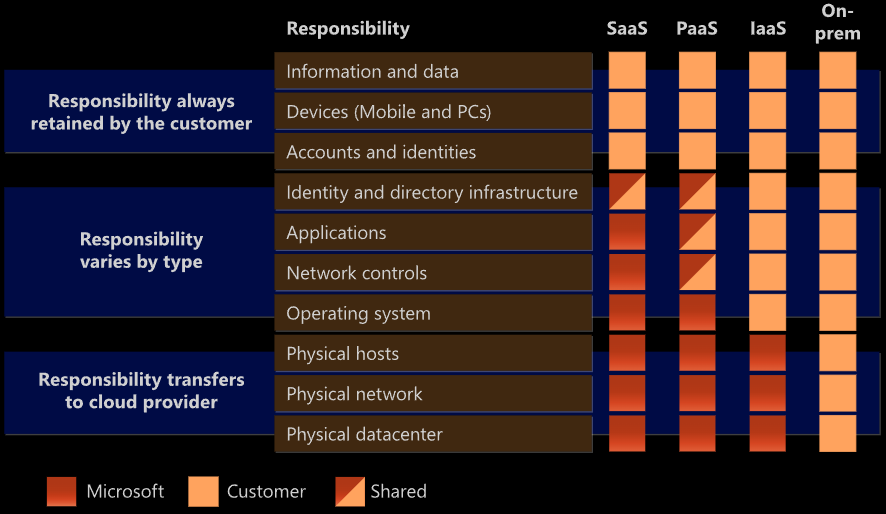 Responsibility
SaaS
PaaS
IaaS
On-
prem
Responsibility always
retained by the customer
Information and data
Devices (Mobile and PCs)
Accounts and identities
Responsibility
varies by type
Identity and directory infrastructure
Applications
Network controls
Operating system
Responsibility transfers
to cloud provider
Physical hosts
Physical network
Physical datacenter
Microsoft
Customer
Shared